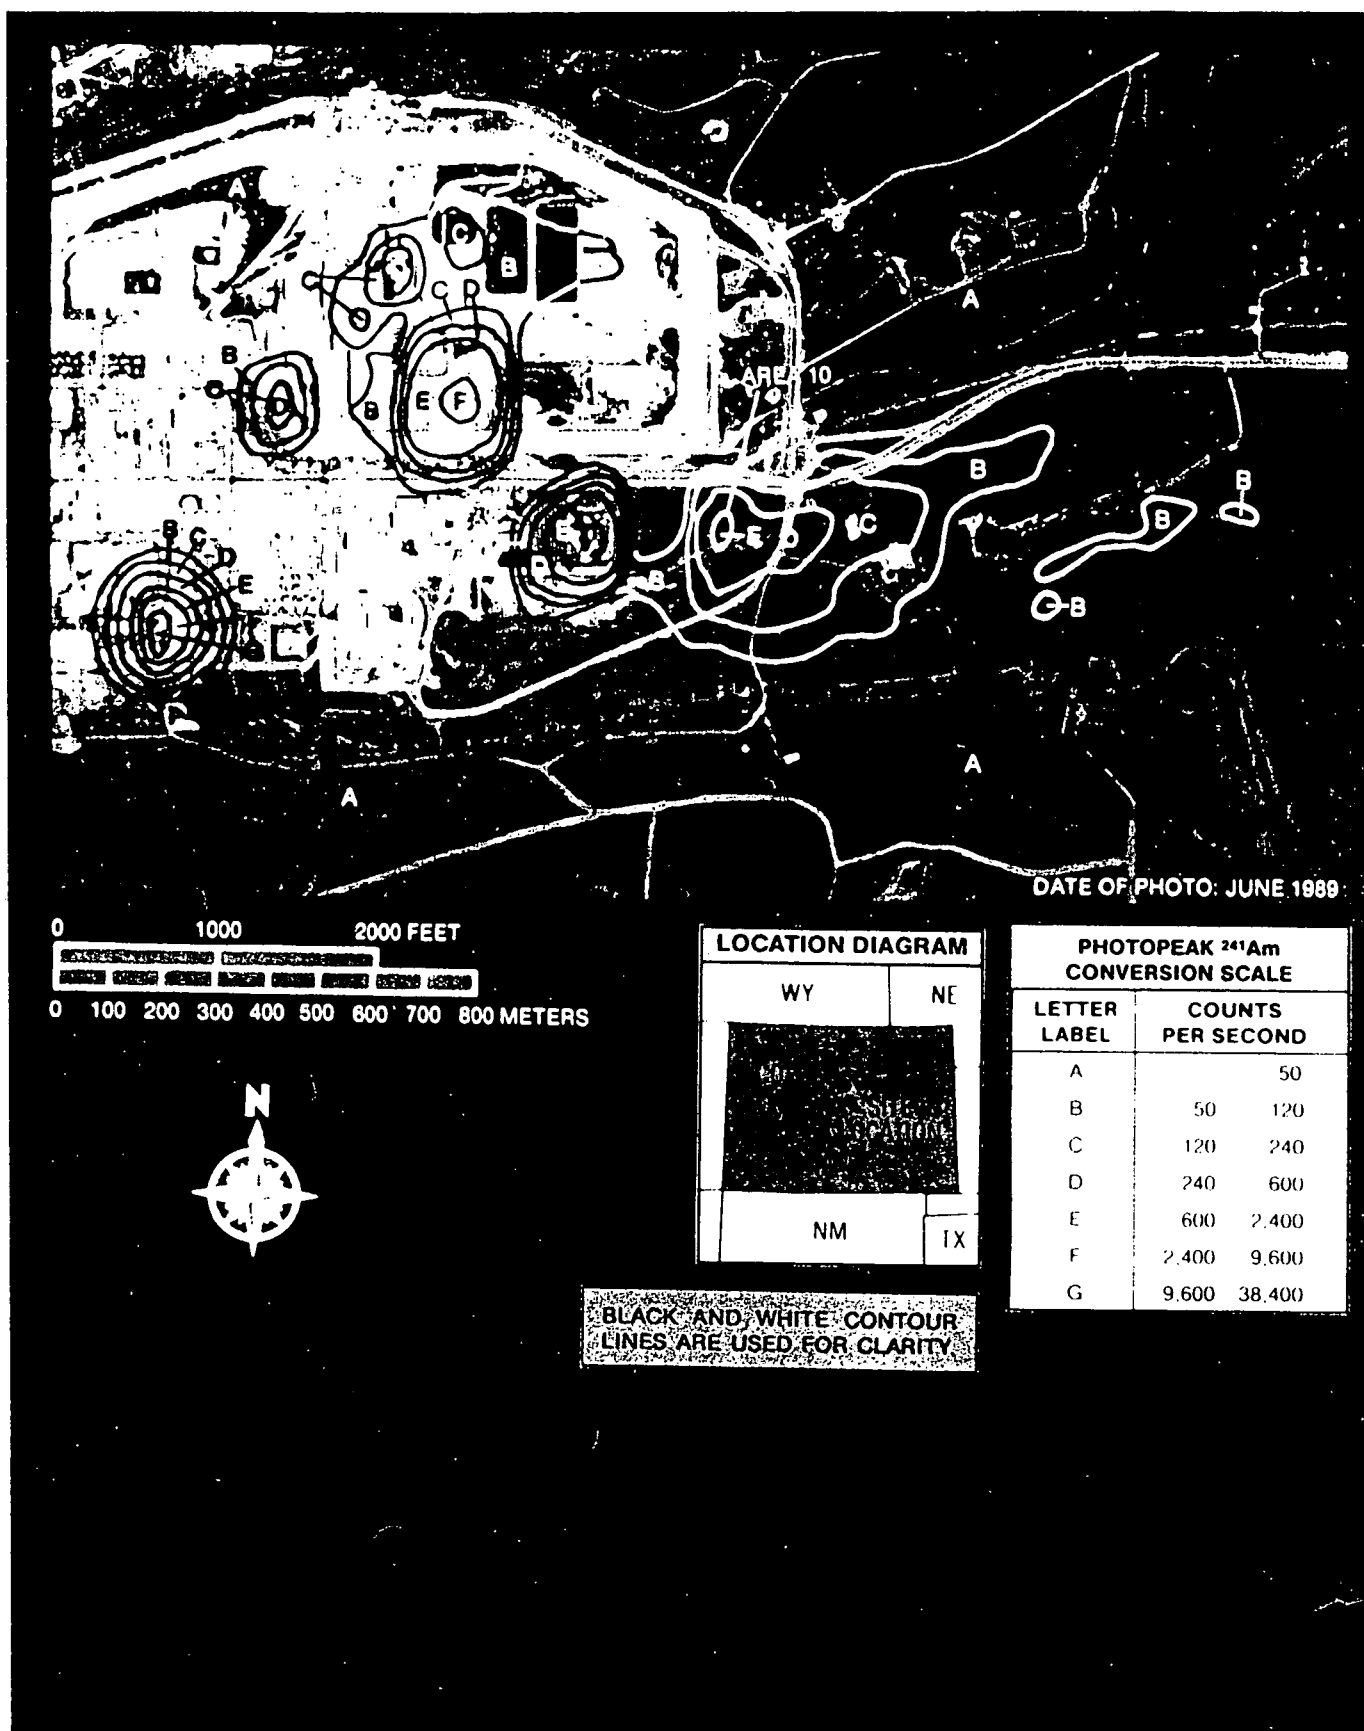 A
C
B
C D
A
B
C
B
E F
AREA 10
B
B
B
B C D
E
E
E
D
C
B
B
A
A
DATE OF PHOTO: JUNE 1989
0 1000 2000 FEET
0 100 200 300 400 500 600 700 800 METERS
N
LOCATION DIAGRAM
WY NE
SITE
LOCATION
NM TX
BLACK AND WHITE CONTOUR
LINES ARE USED FOR CLARITY
PHOTOPEAK ²⁴¹Am
CONVERSION SCALE
LETTER COUNTS
LABEL PER SECOND
A 50
B 50 120
C 120 240
D 240 600
E 600 2,400
F 2,400 9,600
G 9,600 38,400